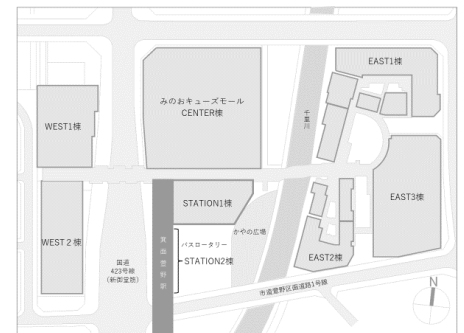 EAST1棟
みのおキューズモール
CENTER棟
千里川
WEST1棟
STATION1棟
EAST3棟
かやの広場
箕面萱野駅
バスロータリー
STATION2棟
WEST 2 棟
国道
423号線
(新御堂筋)
EAST2棟
市道萱野区画道路1号線
N